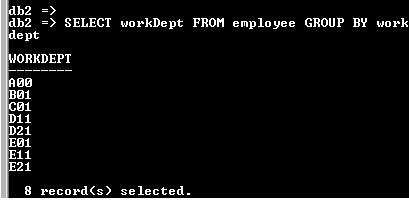 db2 =>
db2 => SELECT workDept FROM employee GROUP BY work
dept
WORKDEPT
--------
A00
B01
C01
D11
D21
E01
E11
E21
8 record(s) selected.